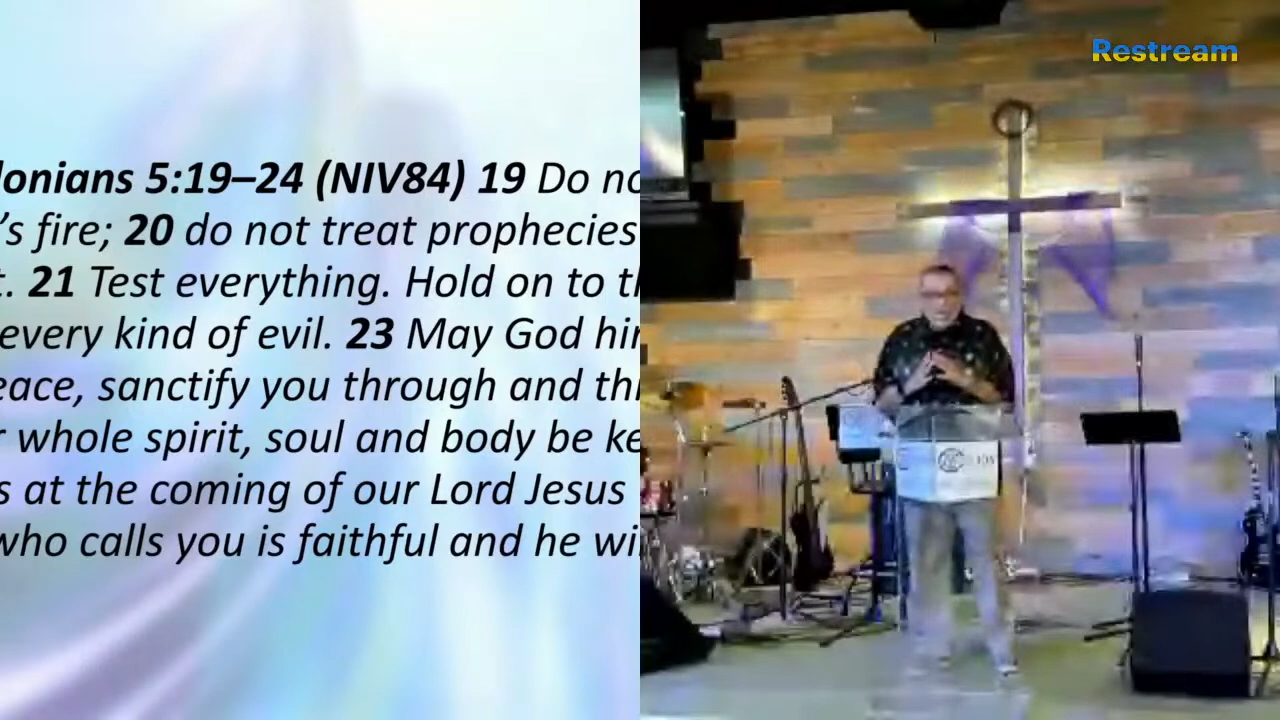 lonians 5:19–24 (NIV84) 19 Do no
's fire; 20 do not treat prophecies
t. 21 Test everything. Hold on to th
every kind of evil. 23 May God him
eace, sanctify you through and thr
r whole spirit, soul and body be ke
s at the coming of our Lord Jesus
who calls you is faithful and he wi
Restream